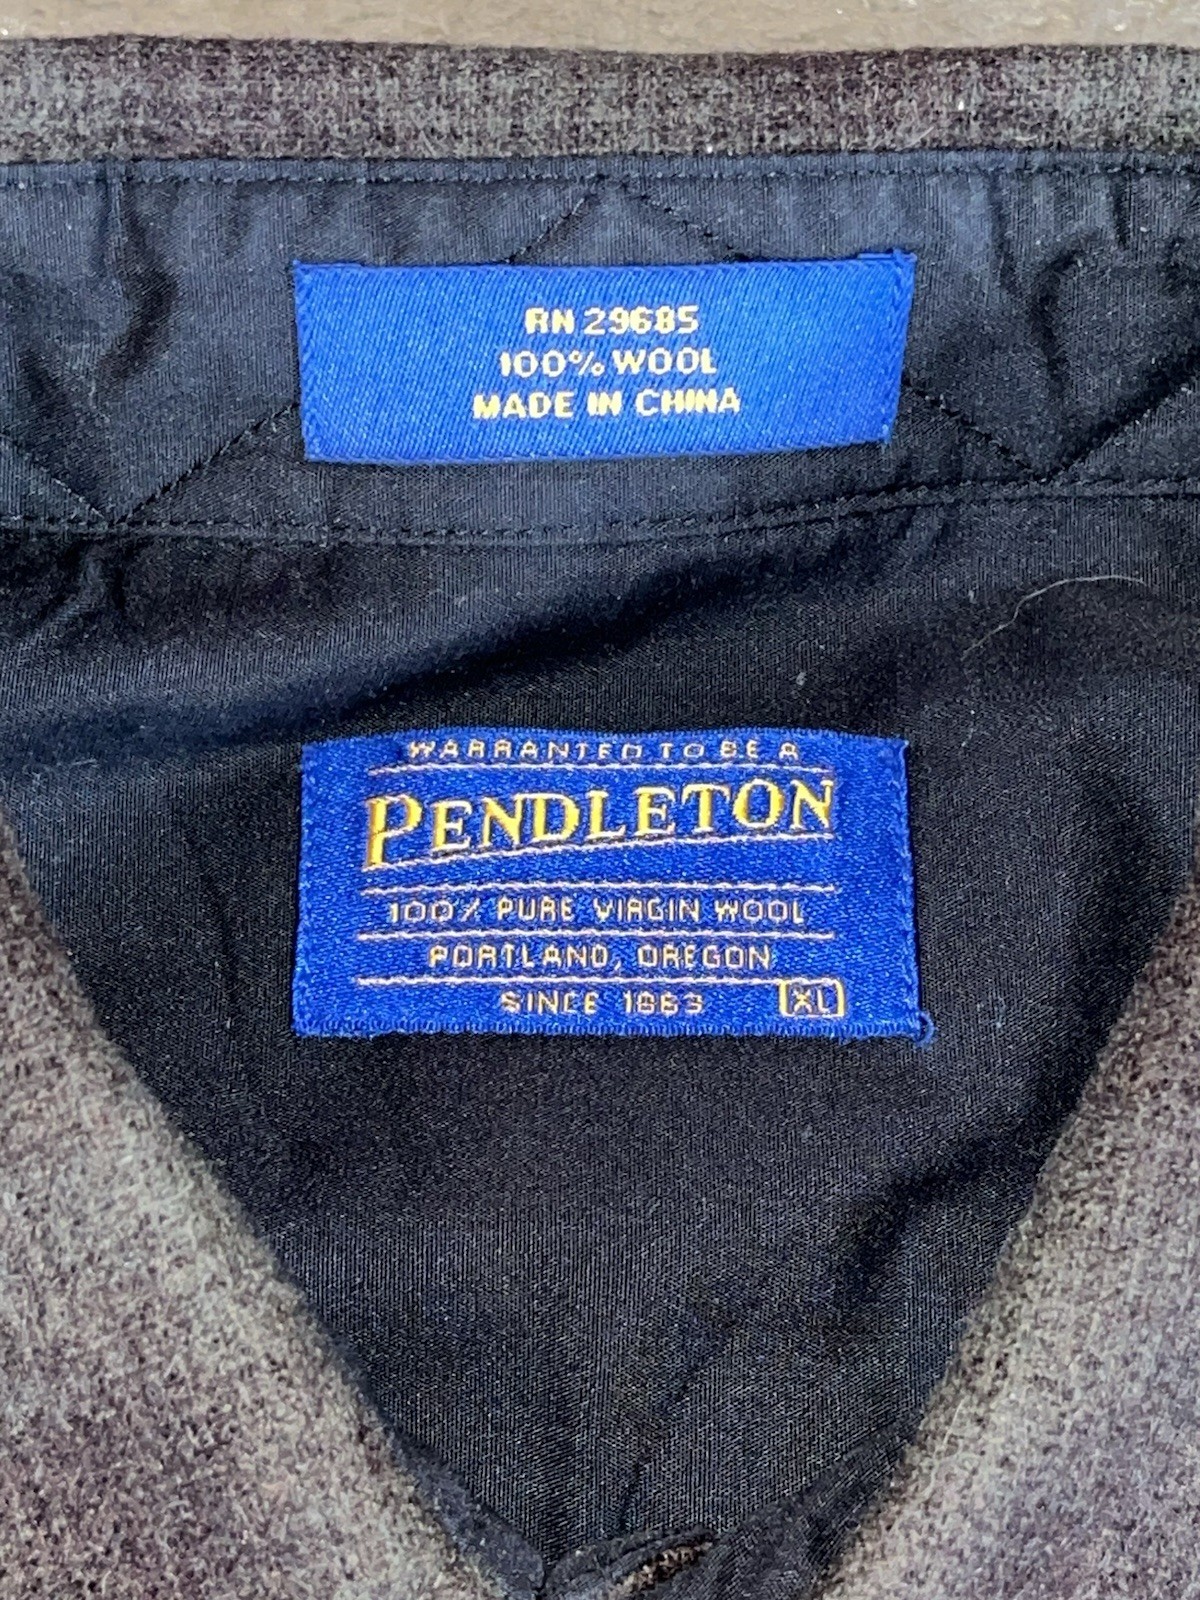 RN 29685
100% WOOL
MADE IN CHINA
WARRANTED TO BE A
PENDLETON
100% PURE VIRGIN WOOL
PORTLAND, OREGON
SINCE 1863 XL